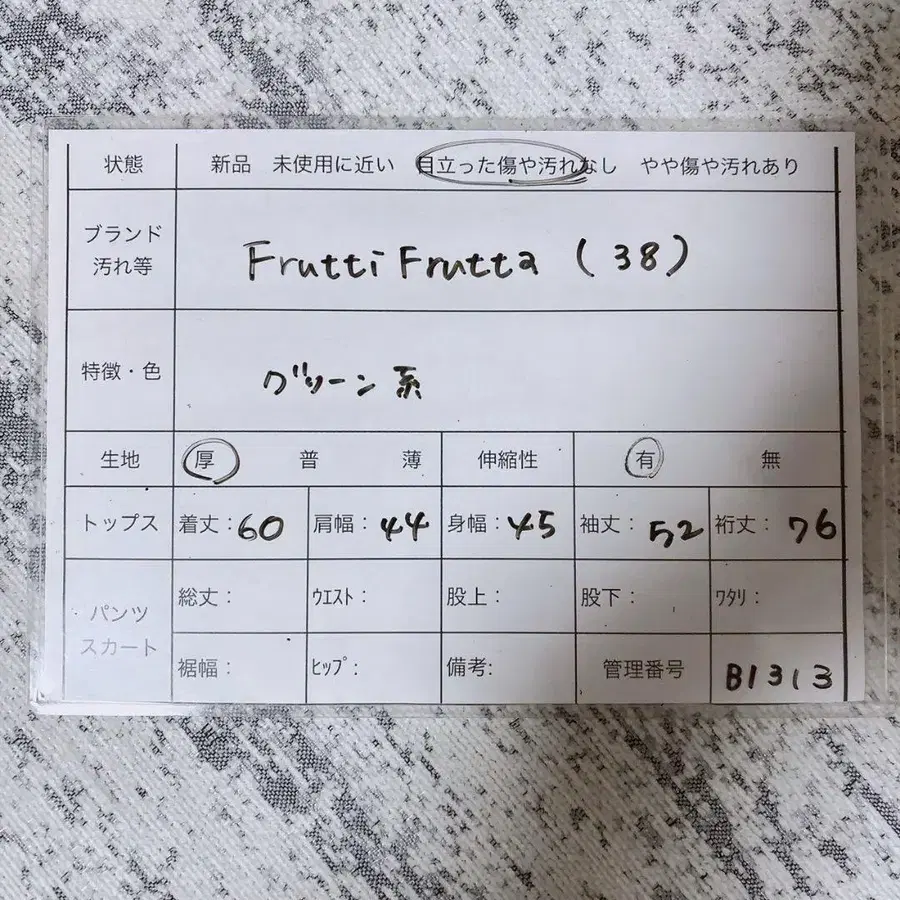 状態 新品 未使用に近い 目立った傷や汚れなし やや傷や汚れあり
ブランド
汚れ等
Frutti Frutta (38)
特徴・色 グリーン系
生地 厚 普 薄 伸縮性 有 無
トップス 着丈：60 肩幅：44 身幅：45 袖丈：52 裄丈：76
パンツ
スカート
総丈： ｳｴｽﾄ： 股上： 股下： ﾜﾀﾘ：
裾幅： ﾋｯﾌﾟ： 備考: 管理番号 B1313